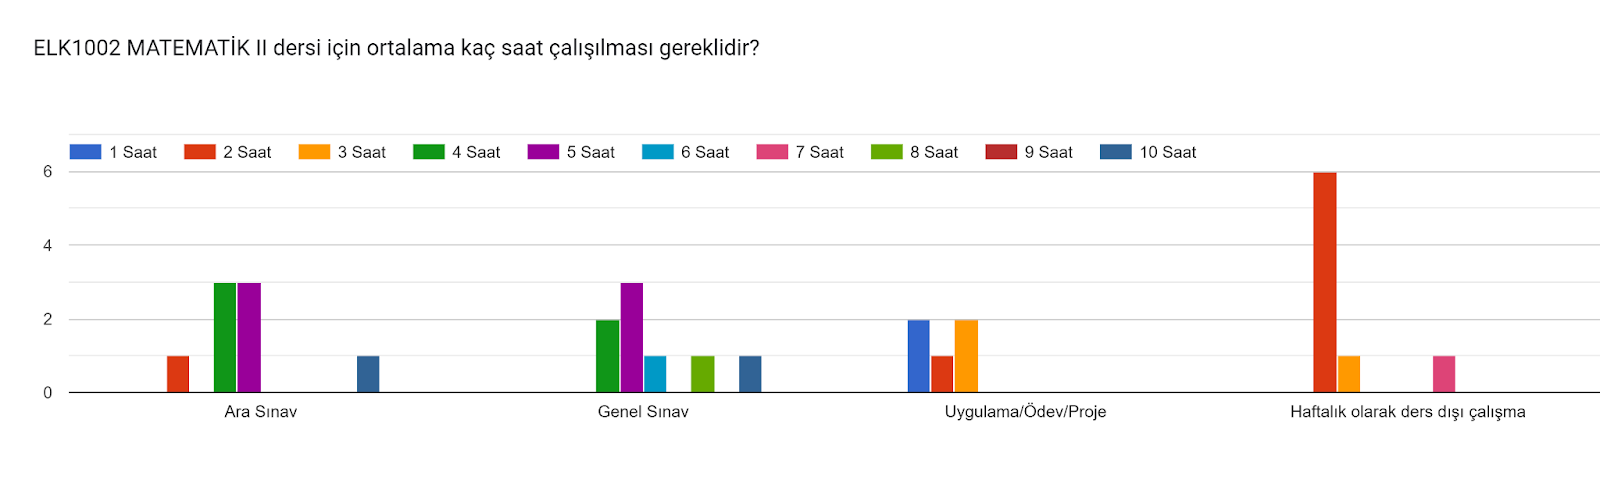 ELK1002 MATEMATİK II dersi için ortalama kaç saat çalışılması gereklidir?
1 Saat 2 Saat 3 Saat 4 Saat 5 Saat 6 Saat 7 Saat 8 Saat 9 Saat 10 Saat
6
4
2
0
Ara Sınav Genel Sınav Uygulama/Ödev/Proje Haftalık olarak ders dışı çalışma